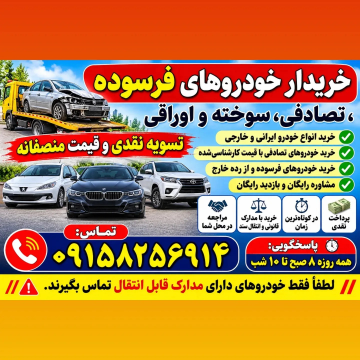 خریدار خودروهای فرسوده
، تصادفی، سوخته و اوراقی
تسویه نقدی و قیمت منصفانه
خرید انواع خودرو ایرانی و خارجی
خرید خودروهای تصادفی با قیمت کارشناسی‌شده
خرید خودروهای فرسوده و از رده خارج
مشاوره رایگان و بازدید رایگان
پرداخت نقدی
در کوتاه‌ترین زمان
خرید با مدارک قانونی و انتقال سند
مراجعه در محل شما
تماس:
۰۹۱۵۸۲۵۶۹۱۴
پاسخگویی:
همه روزه ۸ صبح تا ۱۰ شب
لطفاً فقط خودروهای دارای مدارک قابل انتقال تماس بگیرند.